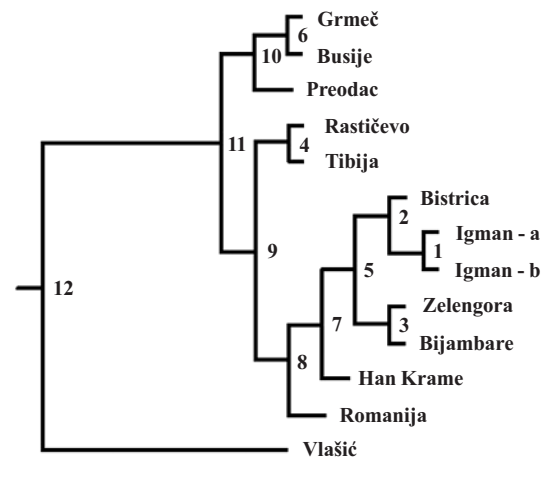 Grmeč
6
10
Busije
Preodac
Rastičevo
11
4
Tibija
Bistrica
2
Igman - a
9
1
5
Igman - b
12
Zelengora
7
3
Bijambare
8
Han Krame
Romanija
Vlašić